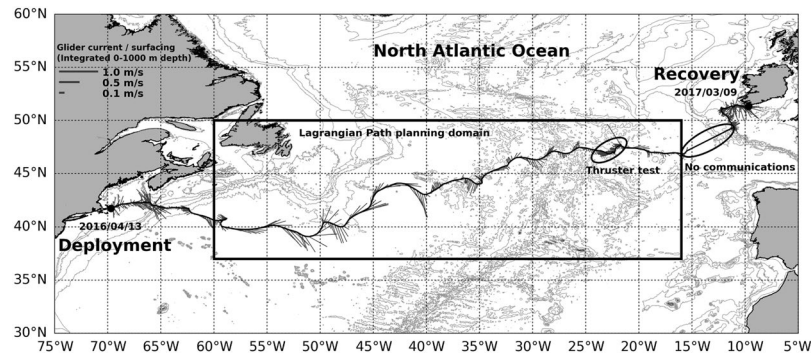 60°N
55°N
50°N
45°N
40°N
35°N
30°N
Glider current / surfacing
(Integrated 0-1000 m depth)
1.0 m/s
0.5 m/s
0.1 m/s
North Atlantic Ocean
Recovery
2017/03/09
Lagrangian Path planning domain
Thruster test
No communications
2016/04/13
Deployment
75°W 70°W 65°W 60°W 55°W 50°W 45°W 40°W 35°W 30°W 25°W 20°W 15°W 10°W 5°W